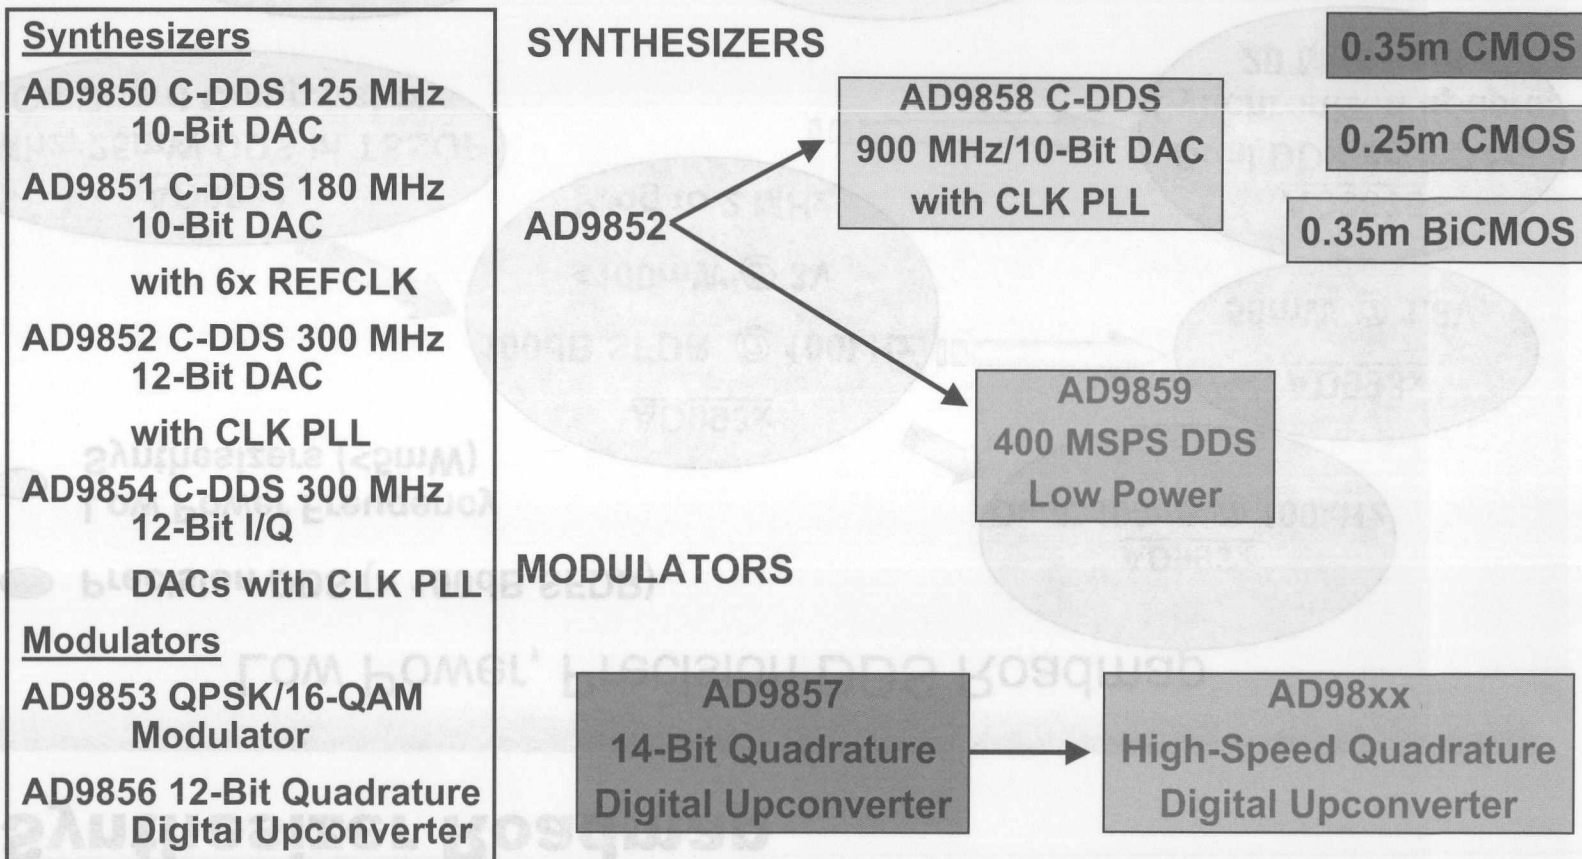 Synthesizers
AD9850 C-DDS 125 MHz
10-Bit DAC
AD9851 C-DDS 180 MHz
10-Bit DAC
with 6x REFCLK
AD9852 C-DDS 300 MHz
12-Bit DAC
with CLK PLL
AD9854 C-DDS 300 MHz
12-Bit I/Q
DACs with CLK PLL
Modulators
AD9853 QPSK/16-QAM
Modulator
AD9856 12-Bit Quadrature
Digital Upconverter
SYNTHESIZERS
AD9852
AD9858 C-DDS
900 MHz/10-Bit DAC
with CLK PLL
AD9859
400 MSPS DDS
Low Power
0.35m CMOS
0.25m CMOS
0.35m BiCMOS
MODULATORS
AD9857
14-Bit Quadrature
Digital Upconverter
AD98xx
High-Speed Quadrature
Digital Upconverter